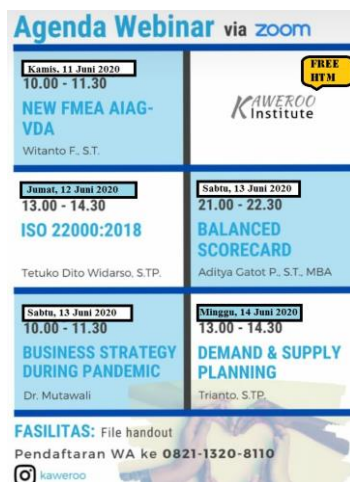 Agenda Webinar via zoom
Kamis, 11 Juni 2020
10.00 - 11.30
NEW FMEA AIAG-
VDA
Witanto F., S.T.
FREE
HTM
KAWEROO
Institute
Jumat, 12 Juni 2020
13.00 - 14.30
ISO 22000:2018
Tetuko Dito Widarso, S.TP.
Sabtu, 13 Juni 2020
21.00 - 22.30
BALANCED
SCORECARD
Aditya Gatot P., S.T., MBA
Sabtu, 13 Juni 2020
10.00 - 11.30
BUSINESS STRATEGY
DURING PANDEMIC
Dr. Mutawali
Minggu, 14 Juni 2020
13.00 - 14.30
DEMAND & SUPPLY
PLANNING
Trianto, S.TP.
FASILITAS: File handout
Pendaftaran WA ke 0821-1320-8110
kaweroo